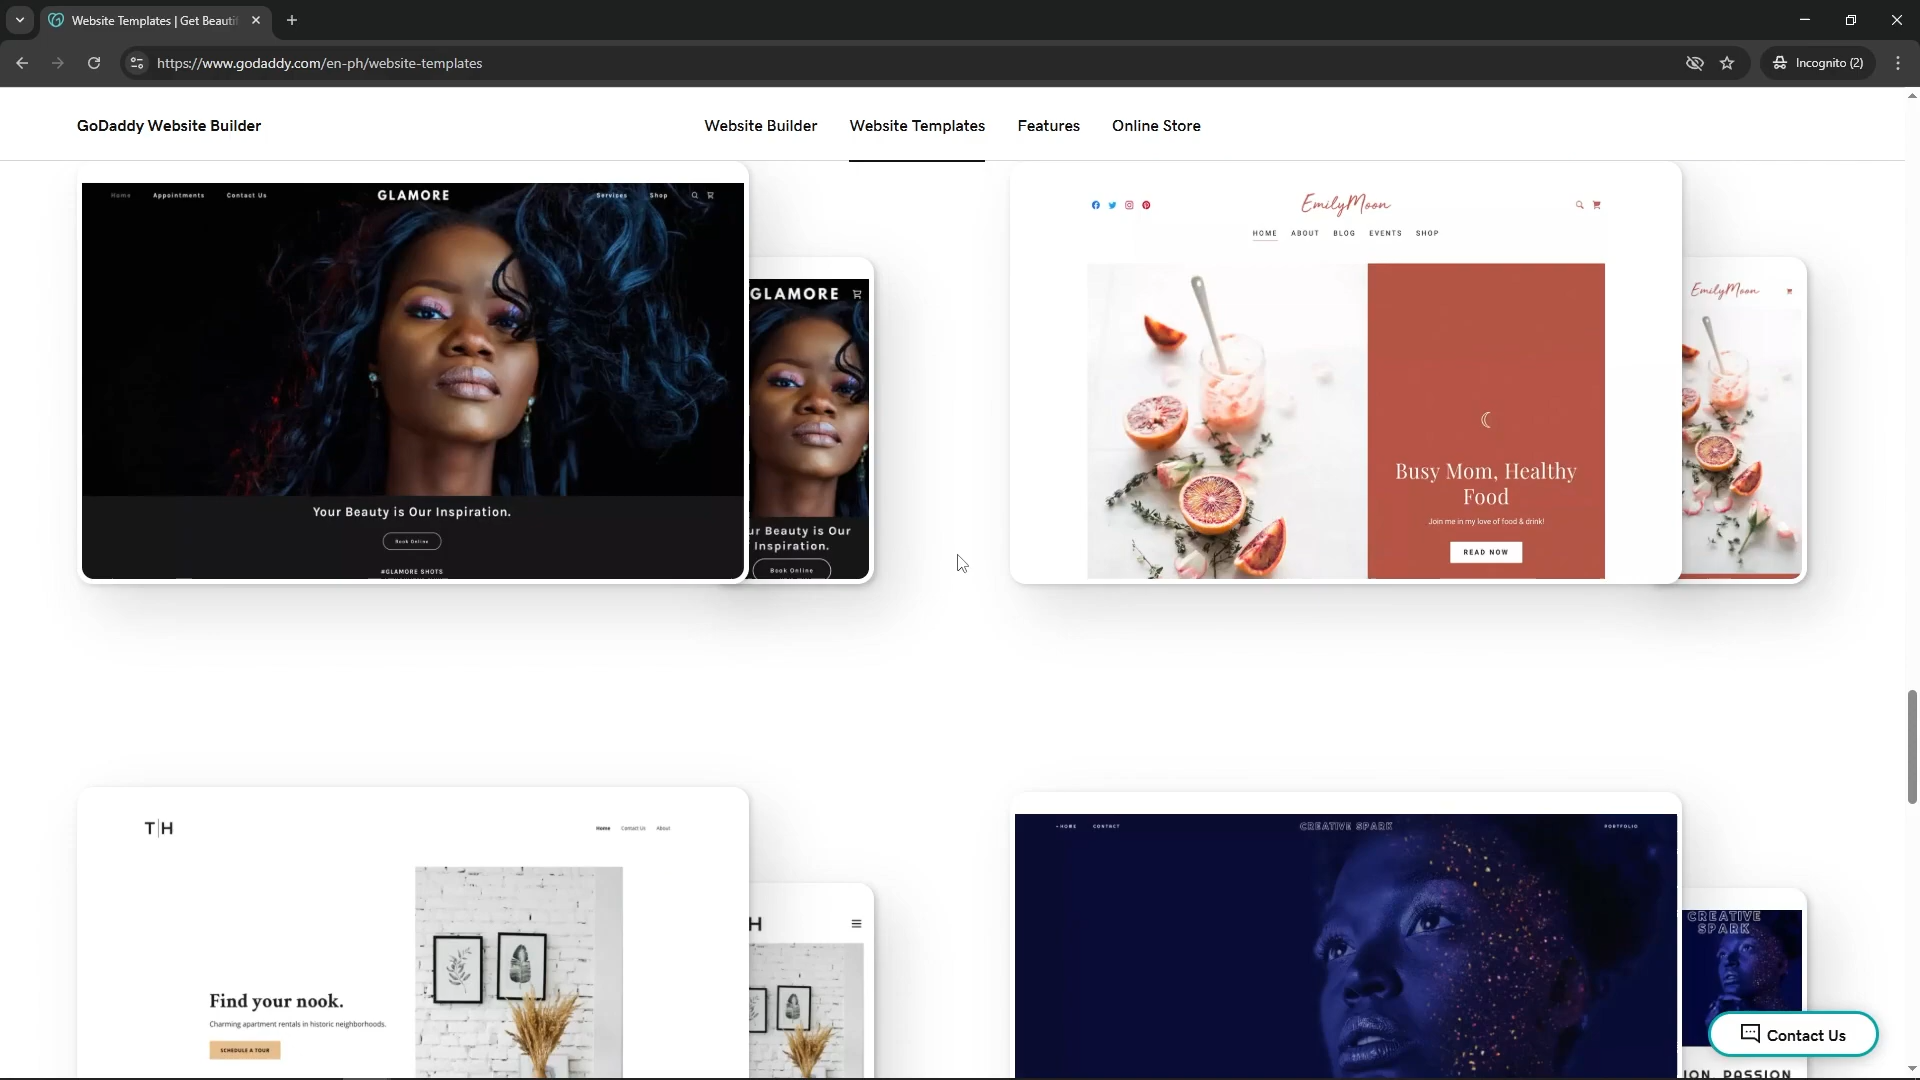 Website Templates | Get Beautif
https://www.godaddy.com/en-ph/website-templates
Incognito (2)
GoDaddy Website Builder
Website Builder
Website Templates
Features
Online Store
Home
Appointments
Contact Us
GLAMORE
Services
Shop
Your Beauty is Our Inspiration.
Book Online
#GLAMORE SHOTS
GLAMORE
ur Beauty is Our
Inspiration.
Book Online
EmilyMoon
HOME
ABOUT
BLOG
EVENTS
SHOP
Busy Mom, Healthy
Food
Join me in my love of food & drink!
READ NOW
EmilyMoon
T|H
Home
Contact Us
About
Find your nook.
Charming apartment rentals in historic neighborhoods.
SCHEDULE A TOUR
H
HOME
CONTACT
CREATIVE SPARK
PORTFOLIO
CREATIVE
SPARK
ION, PASSION
Contact Us